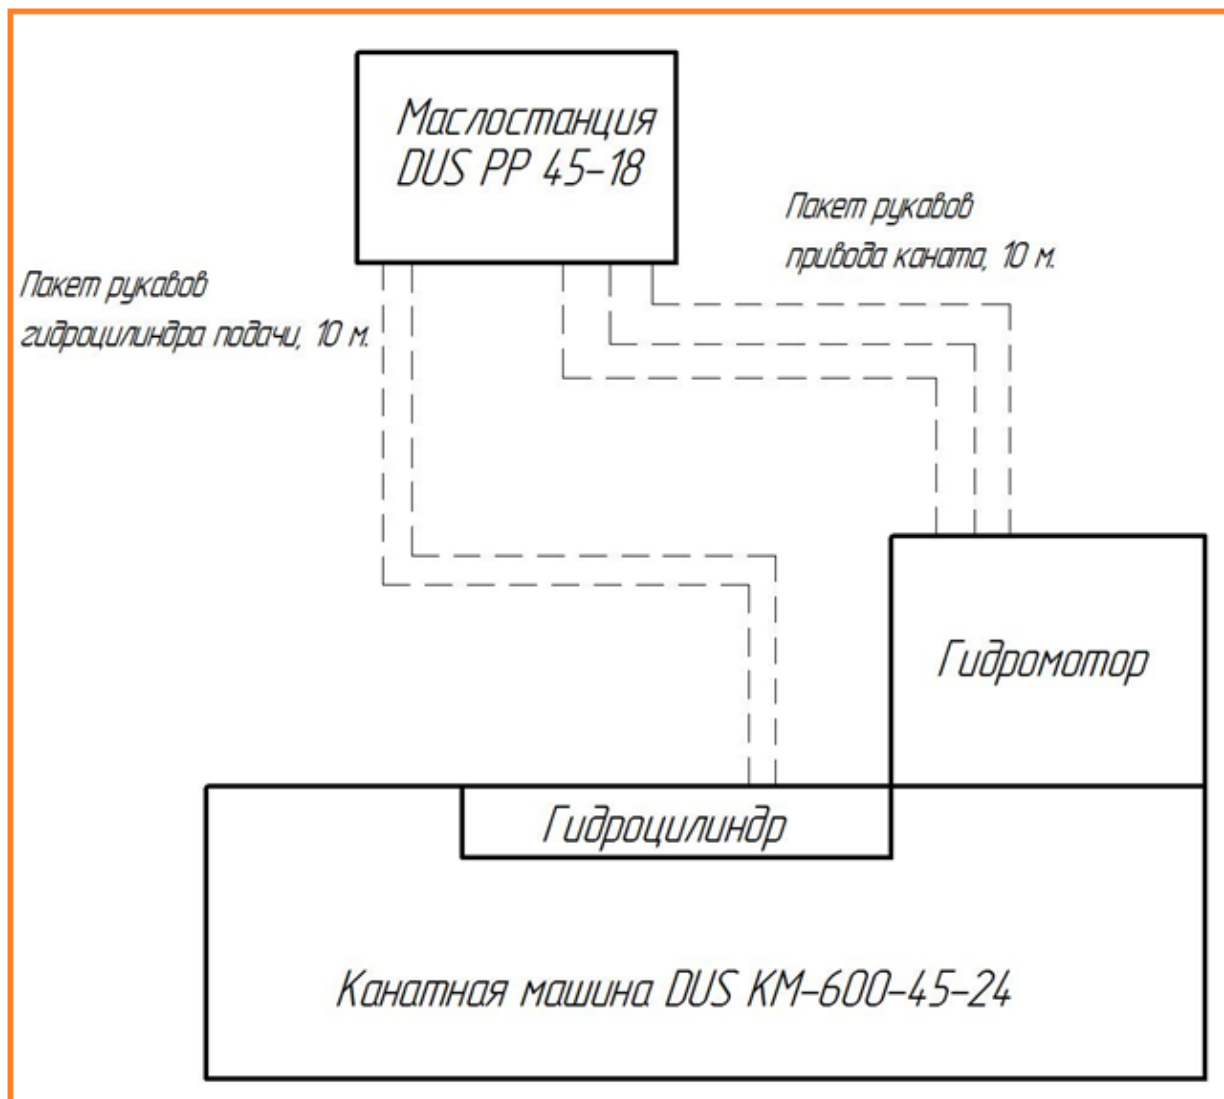 Маслостанция
DUS PP 45-18
Пакет рукавов
привода каната, 10 м.
Пакет рукавов
гидроцилиндра подачи, 10 м.
Гидромотор
Гидроцилиндр
Канатная машина DUS КМ-600-45-24